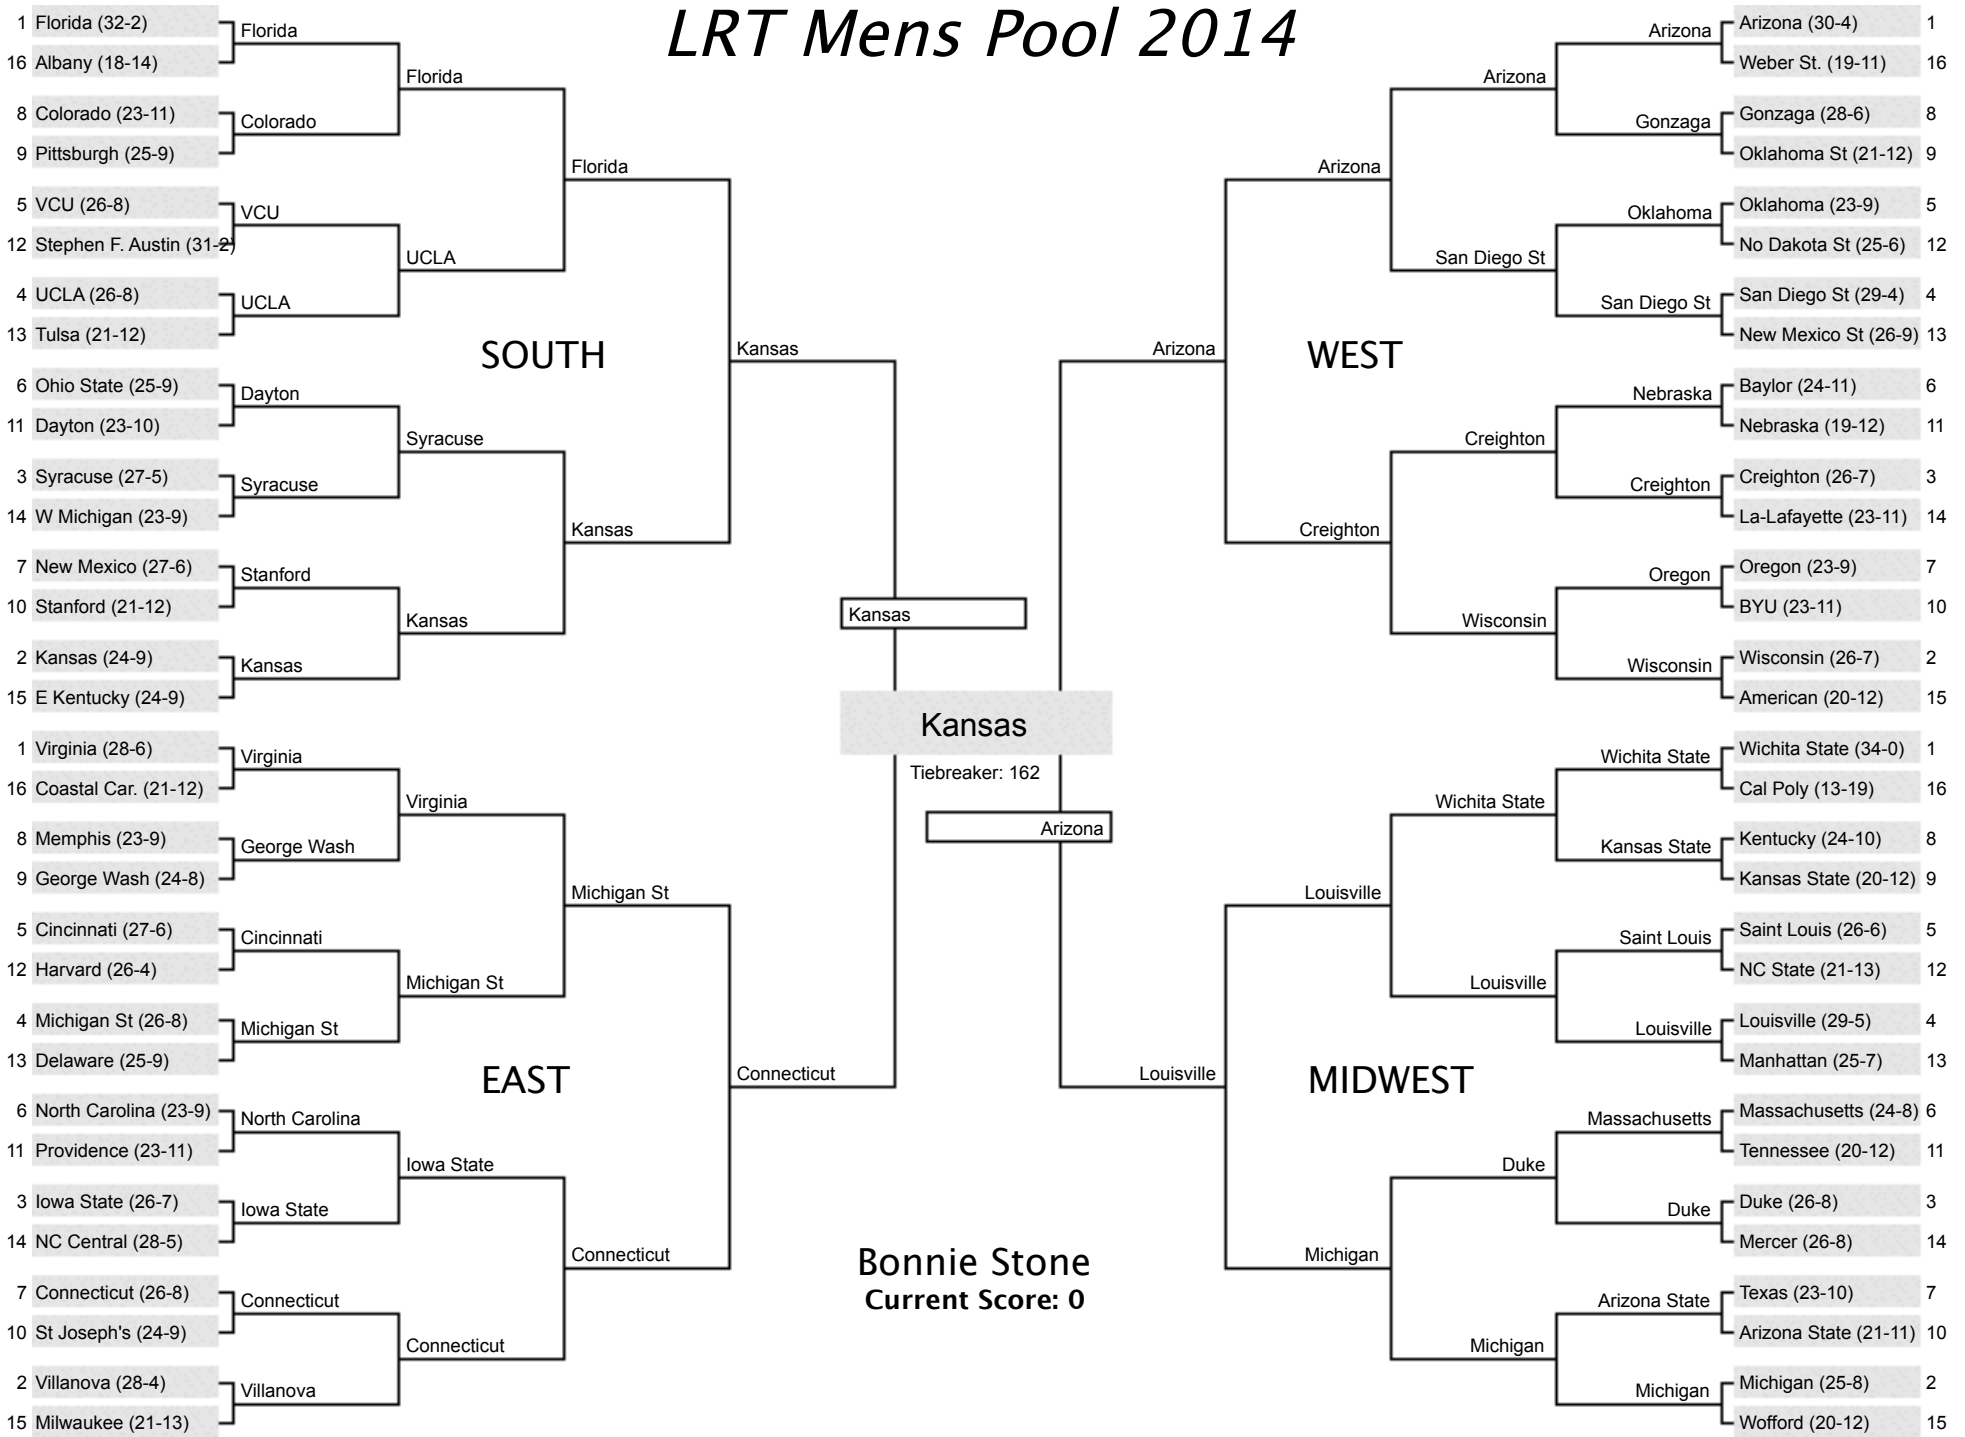 LRT Mens Pool 2014
1 Florida (32-2)
16 Albany (18-14)
8 Colorado (23-11)
9 Pittsburgh (25-9)
5 VCU (26-8)
12 Stephen F. Austin (31-2)
4 UCLA (26-8)
13 Tulsa (21-12)
6 Ohio State (25-9)
11 Dayton (23-10)
3 Syracuse (27-5)
14 W Michigan (23-9)
7 New Mexico (27-6)
10 Stanford (21-12)
2 Kansas (24-9)
15 E Kentucky (24-9)
Florida
Colorado
VCU
UCLA
Dayton
Syracuse
Stanford
Kansas
Florida
UCLA
Syracuse
Kansas
Florida
Kansas
SOUTH
Kansas
1 Virginia (28-6)
16 Coastal Car. (21-12)
8 Memphis (23-9)
9 George Wash (24-8)
5 Cincinnati (27-6)
12 Harvard (26-4)
4 Michigan St (26-8)
13 Delaware (25-9)
6 North Carolina (23-9)
11 Providence (23-11)
3 Iowa State (26-7)
14 NC Central (28-5)
7 Connecticut (26-8)
10 St Joseph's (24-9)
2 Villanova (28-4)
15 Milwaukee (21-13)
Virginia
George Wash
Cincinnati
Michigan St
North Carolina
Iowa State
Connecticut
Villanova
Virginia
Michigan St
Iowa State
Connecticut
Michigan St
Connecticut
EAST
Connecticut
Kansas
Kansas
Tiebreaker: 162
Arizona
Bonnie Stone
Current Score: 0
Arizona (30-4) 1
Weber St. (19-11) 16
Gonzaga (28-6) 8
Oklahoma St (21-12) 9
Oklahoma (23-9) 5
No Dakota St (25-6) 12
San Diego St (29-4) 4
New Mexico St (26-9) 13
Baylor (24-11) 6
Nebraska (19-12) 11
Creighton (26-7) 3
La-Lafayette (23-11) 14
Oregon (23-9) 7
BYU (23-11) 10
Wisconsin (26-7) 2
American (20-12) 15
Arizona
Gonzaga
Oklahoma
San Diego St
Nebraska
Creighton
Oregon
Wisconsin
Arizona
San Diego St
Creighton
Wisconsin
Arizona
Creighton
WEST
Arizona
Wichita State (34-0) 1
Cal Poly (13-19) 16
Kentucky (24-10) 8
Kansas State (20-12) 9
Saint Louis (26-6) 5
NC State (21-13) 12
Louisville (29-5) 4
Manhattan (25-7) 13
Massachusetts (24-8) 6
Tennessee (20-12) 11
Duke (26-8) 3
Mercer (26-8) 14
Texas (23-10) 7
Arizona State (21-11) 10
Michigan (25-8) 2
Wofford (20-12) 15
Wichita State
Kansas State
Saint Louis
Louisville
Massachusetts
Duke
Arizona State
Michigan
Wichita State
Louisville
Duke
Michigan
Louisville
Michigan
MIDWEST
Louisville